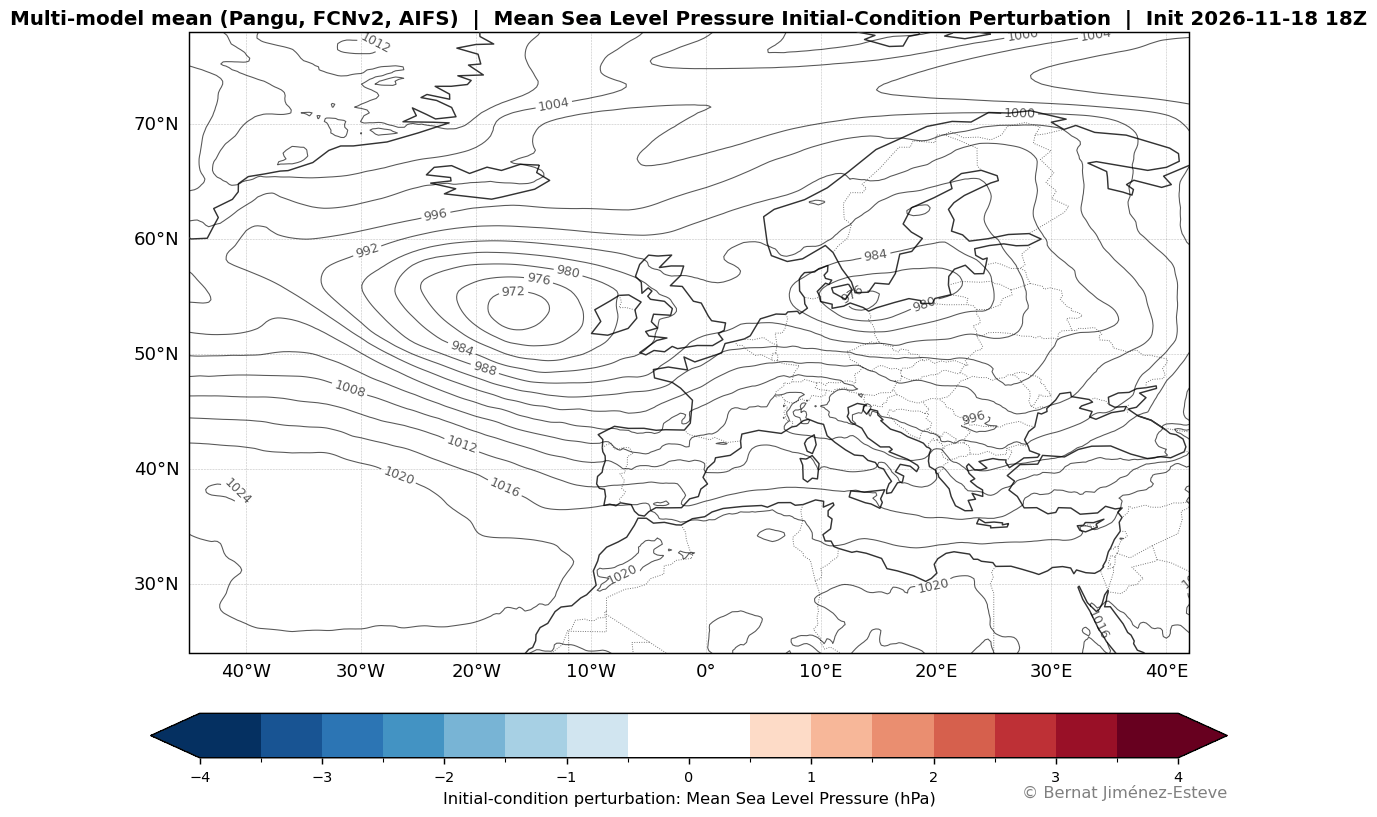 Multi-model mean (Pangu, FCNv2, AIFS) | Mean Sea Level Pressure Initial-Condition Perturbation | Init 2026-11-18 18Z
1012
1000
1004
1004
70°N
1000
996
60°N
992
984
980
976
972
976
980
50°N
984
988
1008
996
1012
40°N
1020
1016
1024
1020
30°N
1020
1016
40°W 30°W 20°W 10°W 0° 10°E 20°E 30°E 40°E
−4 −3 −2 −1 0 1 2 3 4
Initial-condition perturbation: Mean Sea Level Pressure (hPa)
© Bernat Jiménez-Esteve